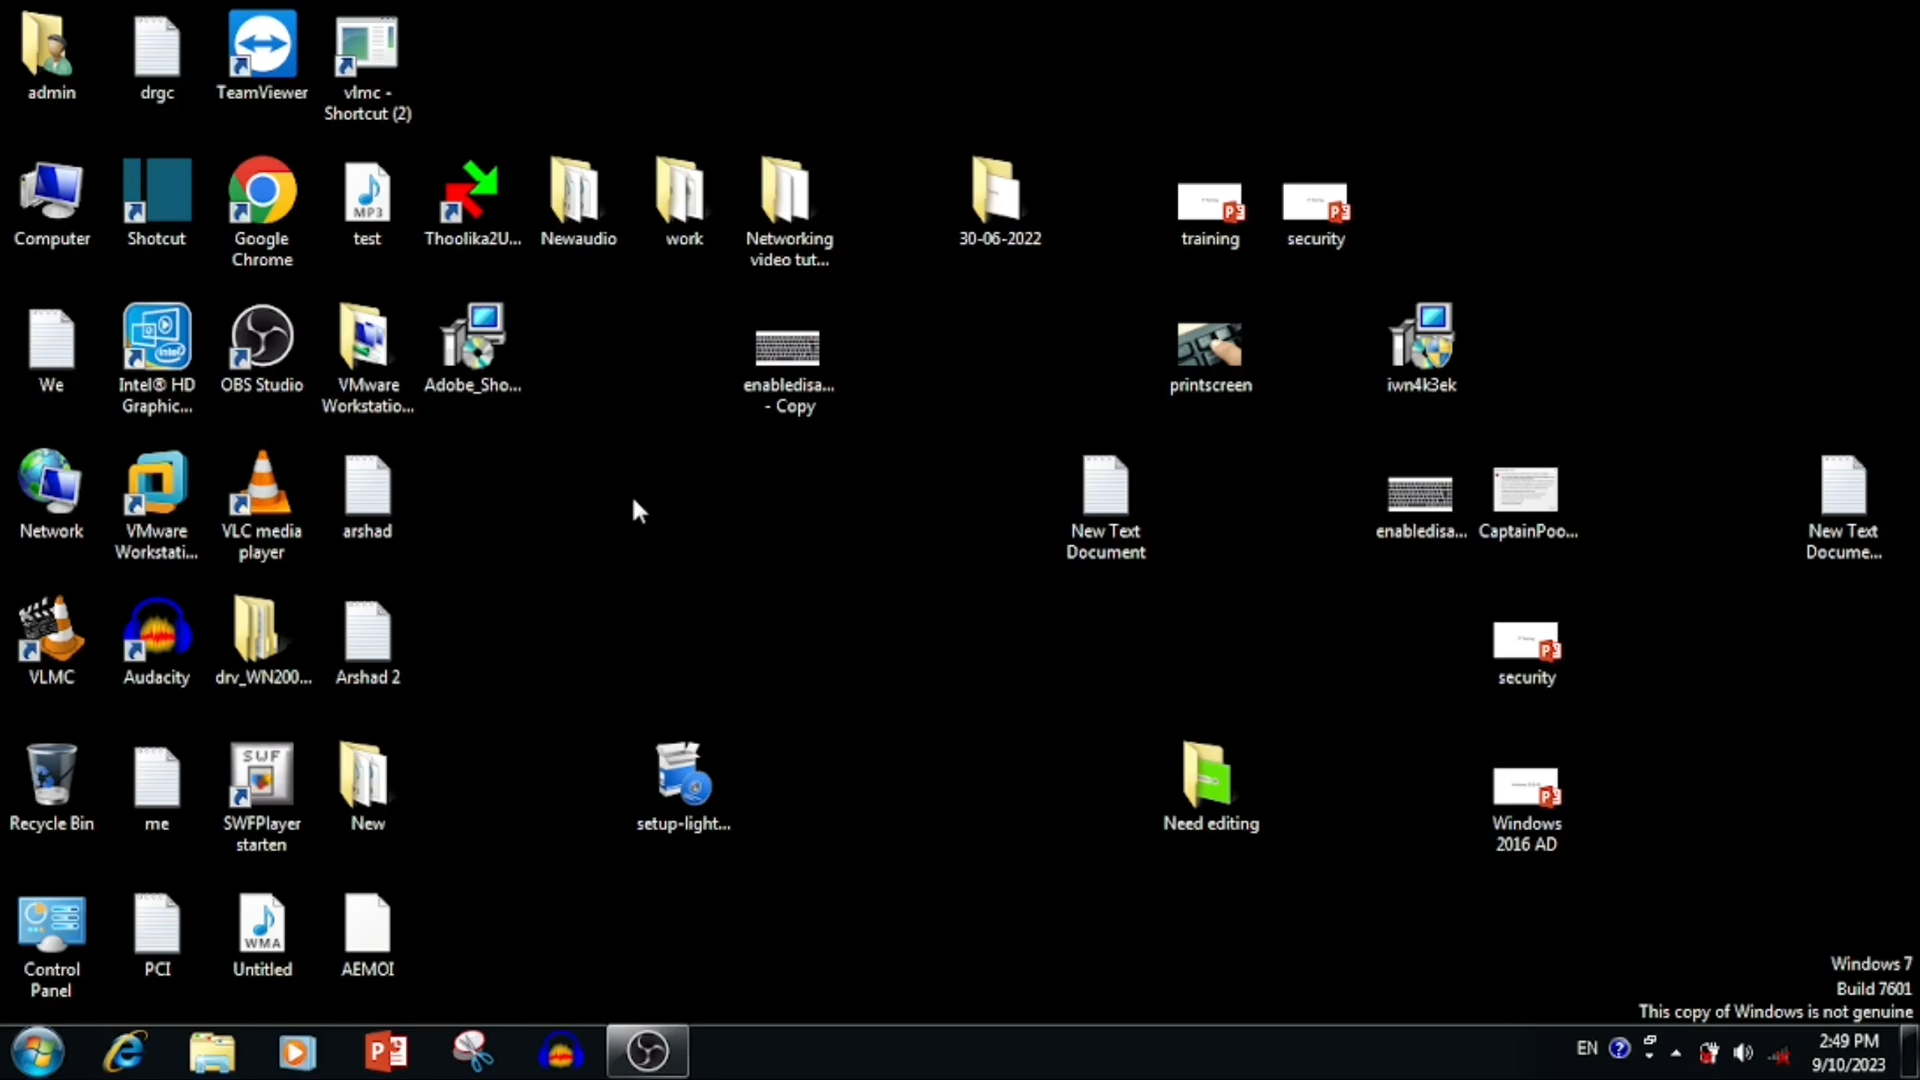 admin
drgc
TeamViewer
vlmc -
Shortcut (2)
Computer
Shotcut
Google
Chrome
MP3
test
Thoolika2U...
Newaudio
work
Networking
video tut...
30-06-2022
training
security
We
intel
Intel® HD
Graphic...
OBS Studio
VMware
Workstatio...
Adobe_Sho...
enabledisa...
- Copy
printscreen
iwn4k3ek
Network
VMware
Workstati...
VLC media
player
arshad
New Text
Document
enabledisa...
CaptainPoo...
New Text
Docume...
VLMC
Audacity
drv_WN200...
Arshad 2
security
Recycle Bin
me
SWF
SWFPlayer
starten
New
setup-light...
Need editing
Windows
2016 AD
Control
Panel
PCI
WMA
Untitled
AEMOI
Windows 7
Build 7601
This copy of Windows is not genuine
EN
2:49 PM
9/10/2023